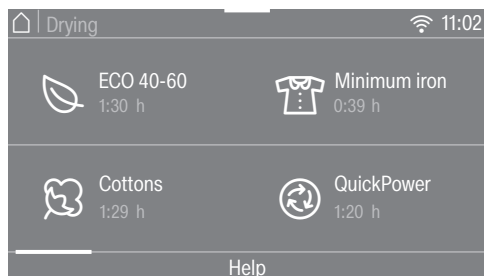 Drying
11:02
ECO 40-60
1:30 h
Minimum iron
0:39 h
Cottons
1:29 h
QuickPower
1:20 h
Help